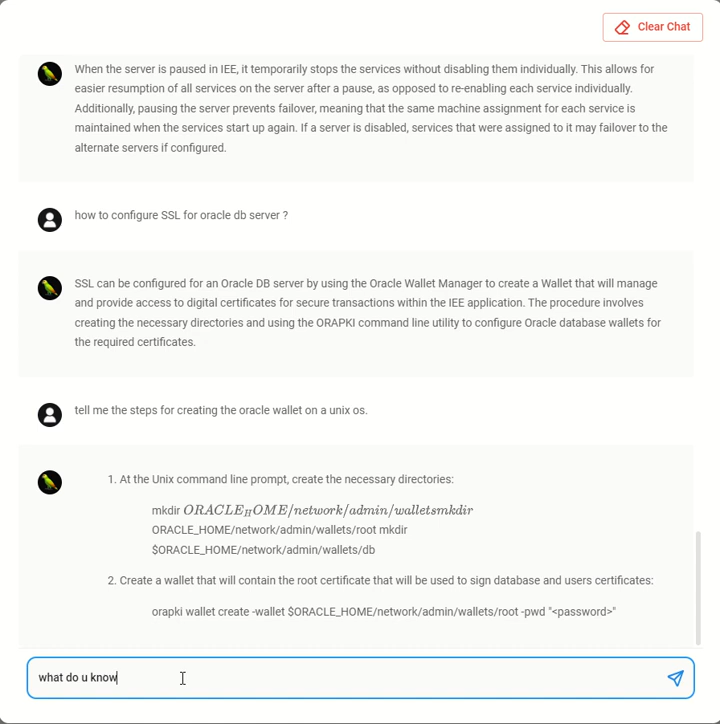 Clear Chat
When the server is paused in IEE, it temporarily stops the services without disabling them individually. This allows for
easier resumption of all services on the server after a pause, as opposed to re-enabling each service individually.
Additionally, pausing the server prevents failover, meaning that the same machine assignment for each service is
maintained when the services start up again. If a server is disabled, services that were assigned to it may failover to the
alternate servers if configured.
how to configure SSL for oracle db server ?
SSL can be configured for an Oracle DB server by using the Oracle Wallet Manager to create a Wallet that will manage
and provide access to digital certificates for secure transactions within the IEE application. The procedure involves
creating the necessary directories and using the ORAPKI command line utility to configure Oracle database wallets for
the required certificates.
tell me the steps for creating the oracle wallet on a unix os.
1. At the Unix command line prompt, create the necessary directories:
mkdir ORACLE_HOME/network/admin/walletsmkdir
ORACLE_HOME/network/admin/wallets/root mkdir
$ORACLE_HOME/network/admin/wallets/db
2. Create a wallet that will contain the root certificate that will be used to sign database and users certificates:
orapki wallet create -wallet $ORACLE_HOME/network/admin/wallets/root -pwd "<password>"
what do u know